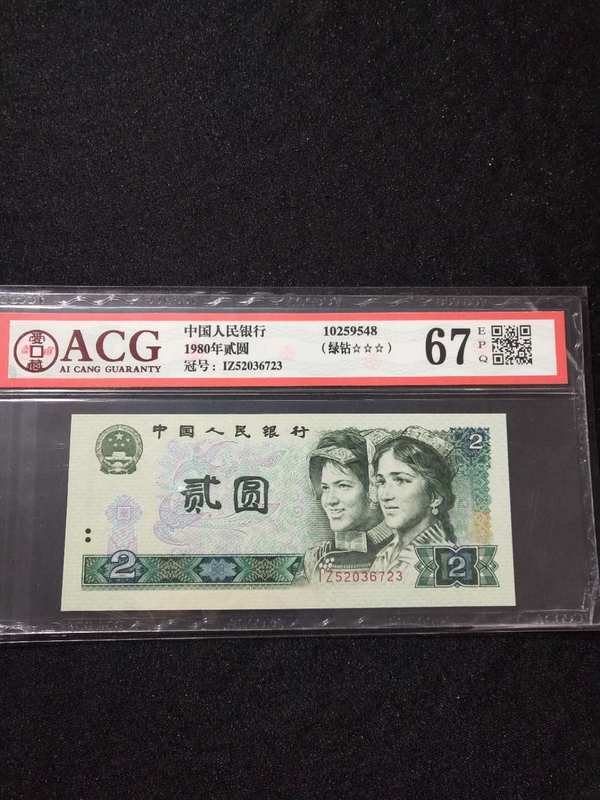 ACG
AI CANG GUARANTY
中国人民银行
1980年贰圆
冠号：IZ52036723
10259548
（绿钻☆☆☆）
67
EPQ
中国人民银行
2
贰圆
2
IZ52036723
2